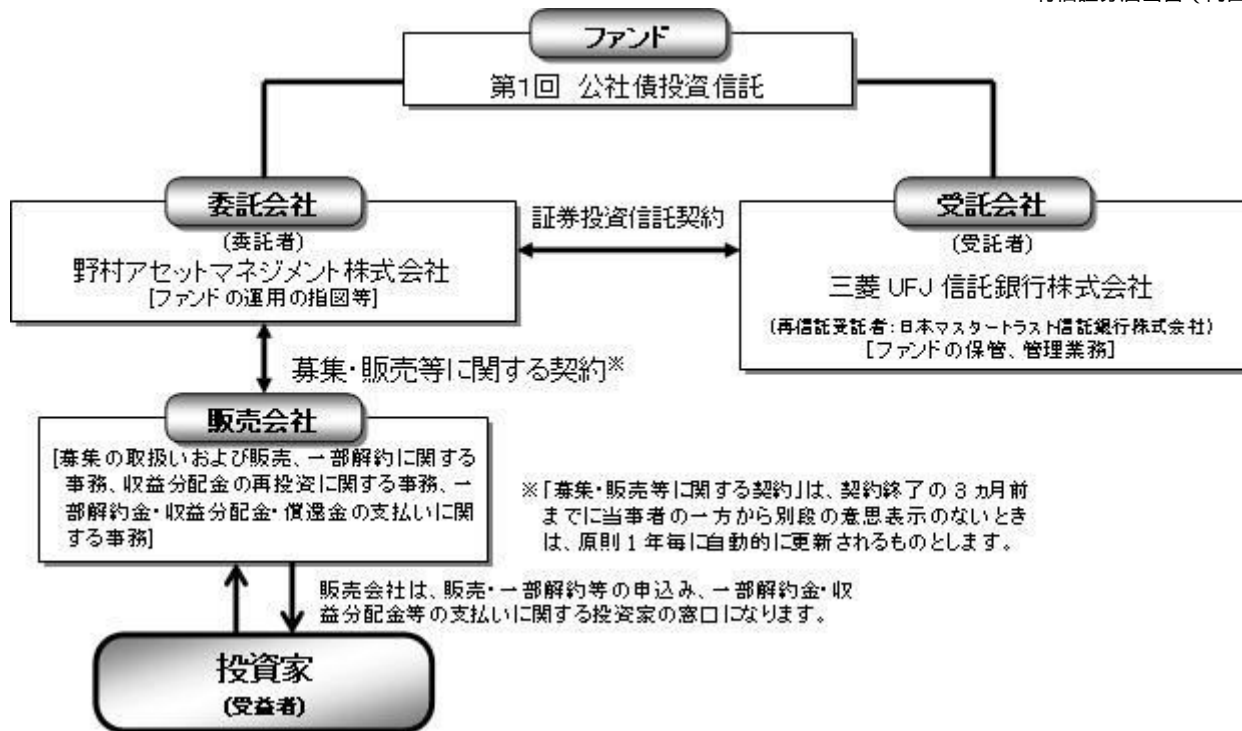 ファンド
第1回 公社債投資信託
委託会社
(委託者)
野村アセットマネジメント株式会社
[ファンドの運用の指図等]
証券投資信託契約
受託会社
(受託者)
三菱 UFJ 信託銀行株式会社
(再信託受託者:日本マスタートラスト信託銀行株式会社)
[ファンドの保管、管理業務]
募集・販売等に関する契約※
販売会社
[募集の取扱いおよび販売、一部解約に関する
事務、収益分配金の再投資に関する事務、一
部解約金・収益分配金・償還金の支払いに関
する事務]
※「募集・販売等に関する契約」は、契約終了の 3 ヵ月前
までに当事者の一方から別段の意思表示のないとき
は、原則 1 年毎に自動的に更新されるものとします。
販売会社は、販売・一部解約等の申込み、一部解約金・収
益分配金等の支払いに関する投資家の窓口になります。
投資家
(受益者)